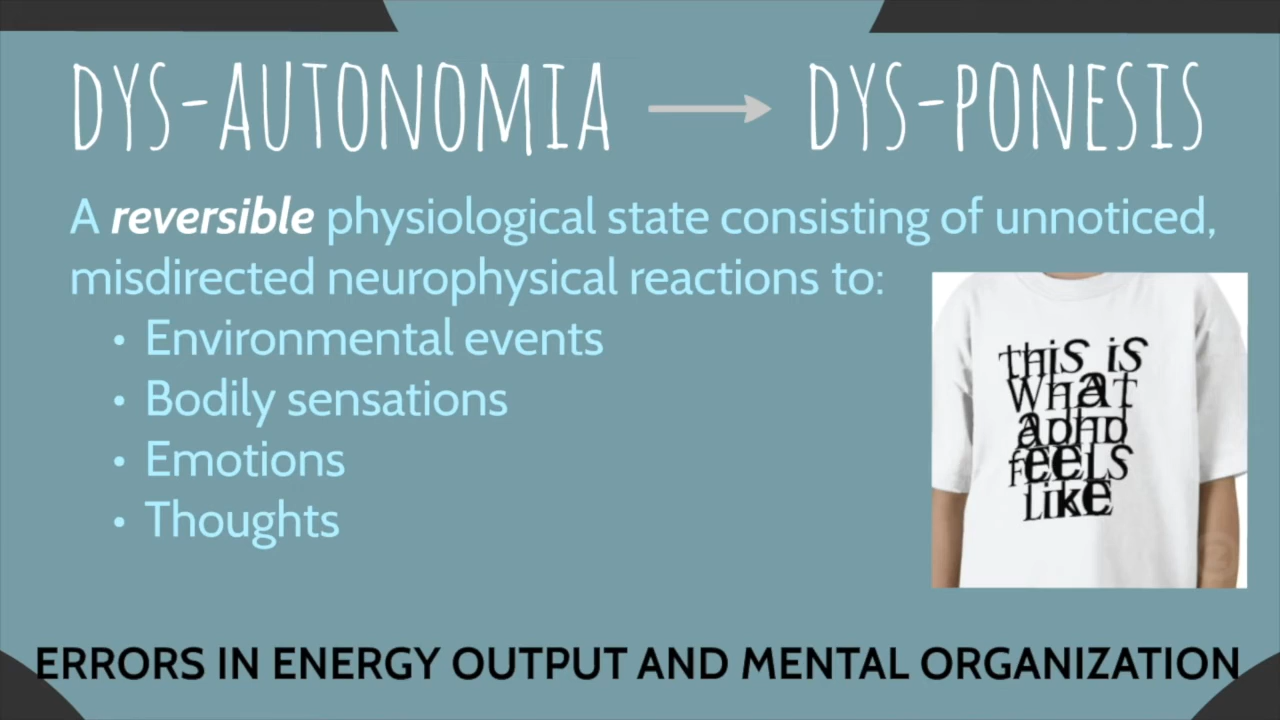 DYS-AUTONOMIA → DYS-PONESIS
A reversible physiological state consisting of unnoticed,
misdirected neurophysical reactions to:
• Environmental events
• Bodily sensations
• Emotions
• Thoughts
thiS iS
WHAT
ADHD
fEELS
Like
ERRORS IN ENERGY OUTPUT AND MENTAL ORGANIZATION